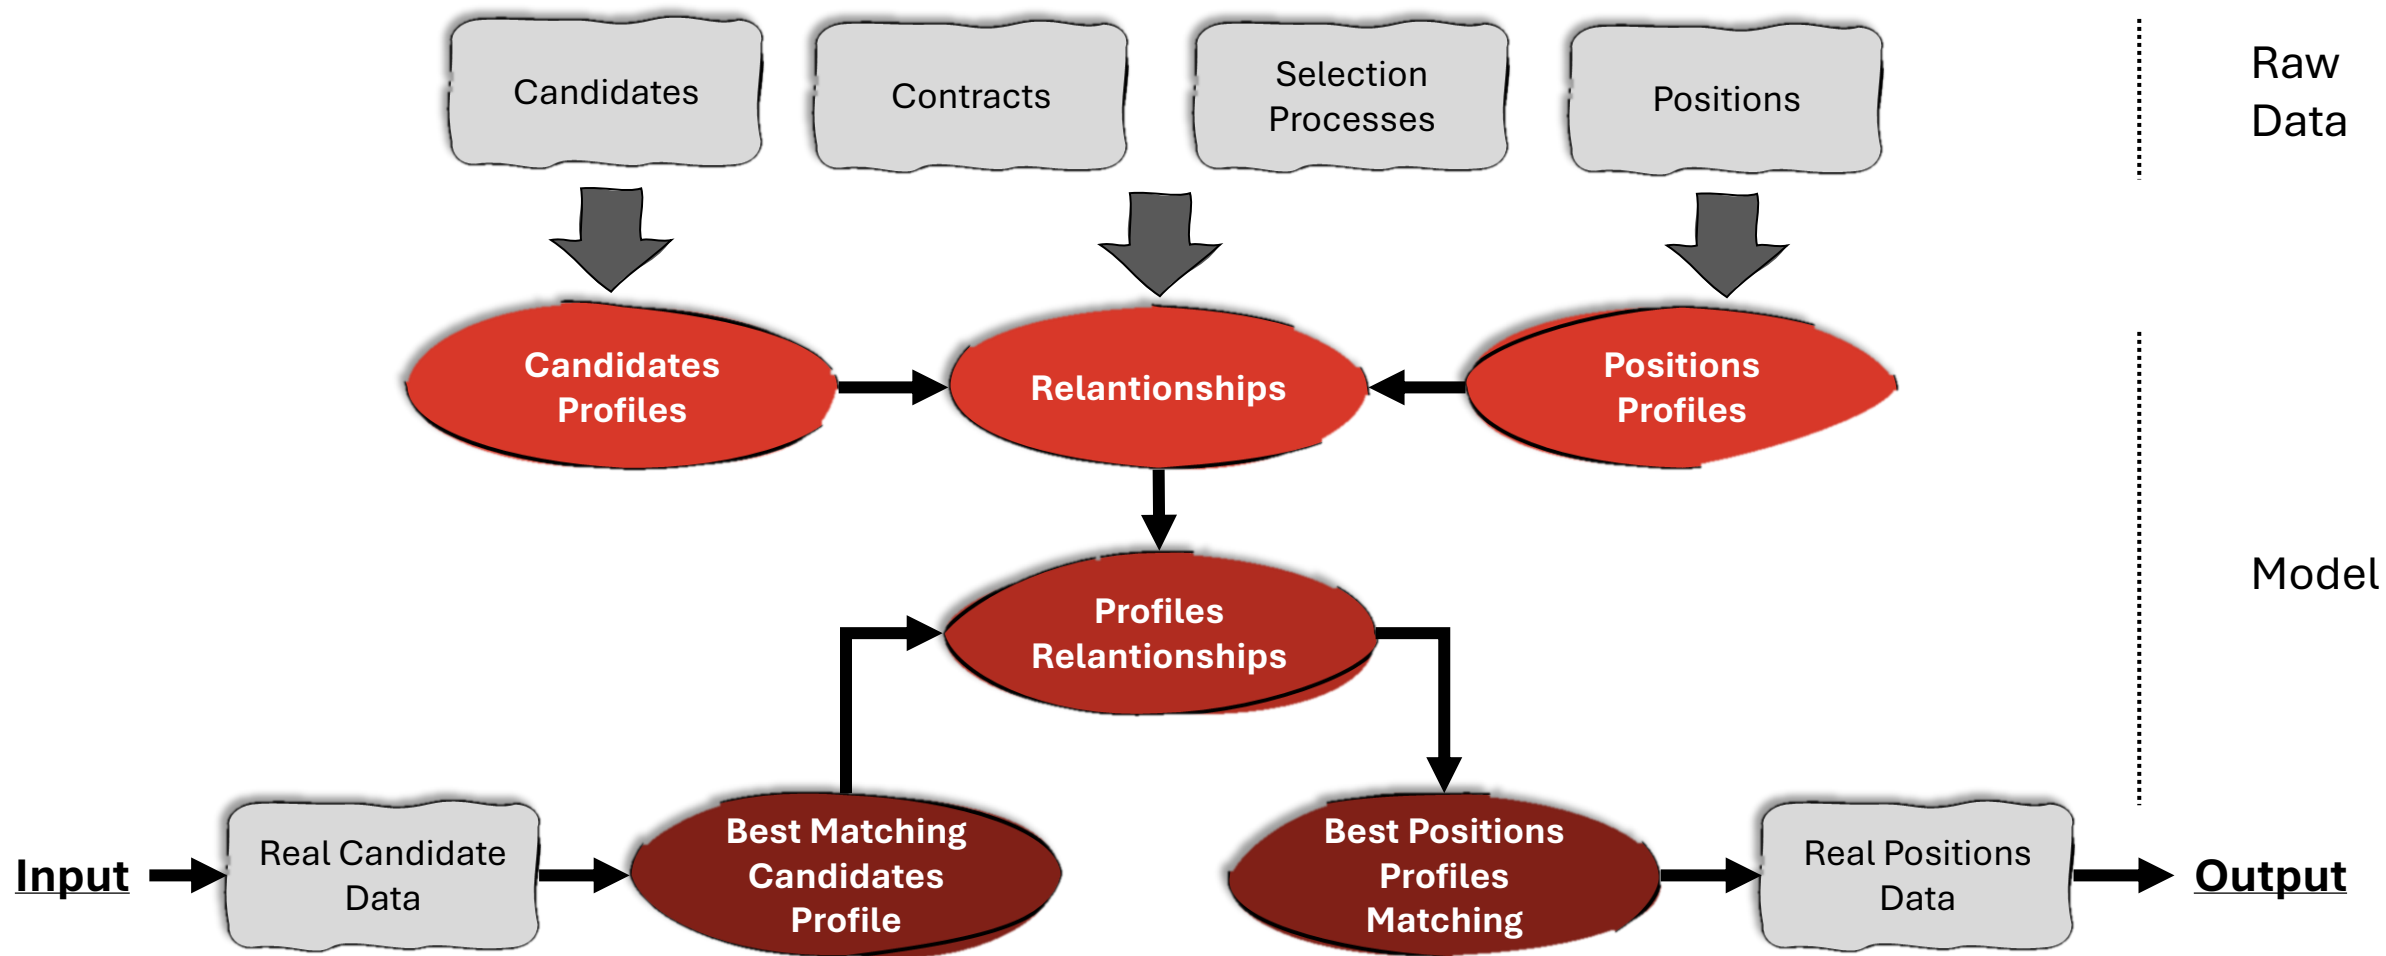 Candidates
Contracts
Selection
Processes
Positions
Raw
Data
Candidates
Profiles
Relantionships
Positions
Profiles
Model
Profiles
Relantionships
Input
Real Candidate
Data
Best Matching
Candidates
Profile
Best Positions
Profiles
Matching
Real Positions
Data
Output